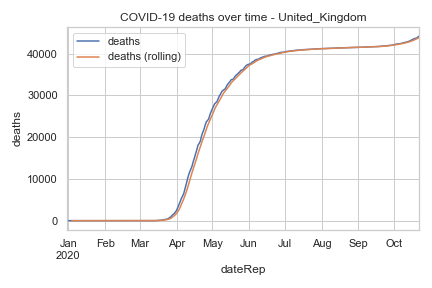 COVID-19 deaths over time - United_Kingdom
deaths
deaths (rolling)
40000
30000
20000
10000
0
deaths
Jan Feb Mar Apr May Jun Jul Aug Sep Oct
2020
dateRep